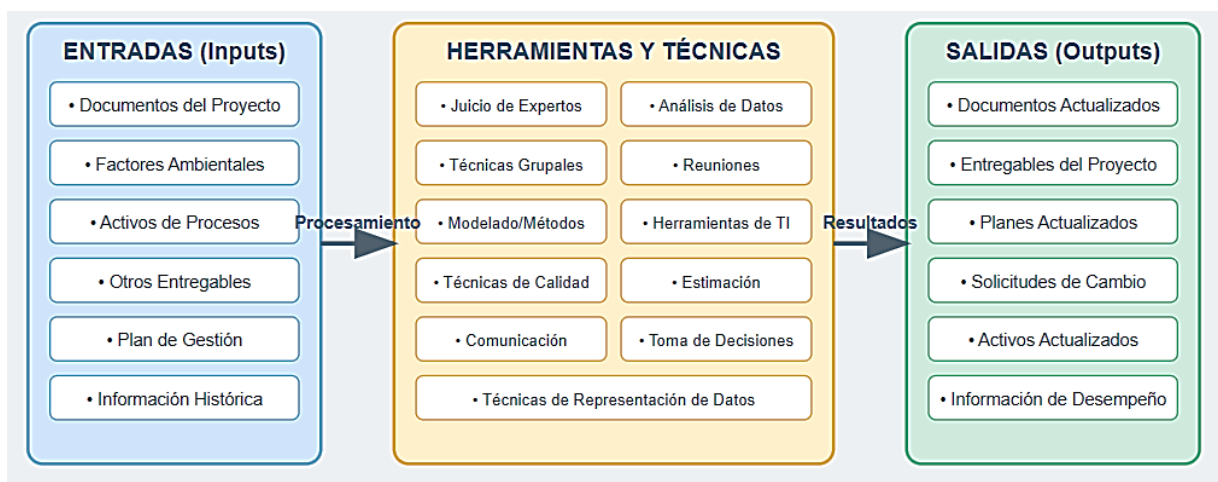 ENTRADAS (Inputs)
• Documentos del Proyecto
• Factores Ambientales
• Activos de Procesos
• Otros Entregables
• Plan de Gestión
• Información Histórica
Procesamiento
HERRAMIENTAS Y TÉCNICAS
• Juicio de Expertos
• Análisis de Datos
• Técnicas Grupales
• Reuniones
• Modelado/Métodos
• Herramientas de TI
• Técnicas de Calidad
• Estimación
• Comunicación
• Toma de Decisiones
• Técnicas de Representación de Datos
Resultados
SALIDAS (Outputs)
• Documentos Actualizados
• Entregables del Proyecto
• Planes Actualizados
• Solicitudes de Cambio
• Activos Actualizados
• Información de Desempeño